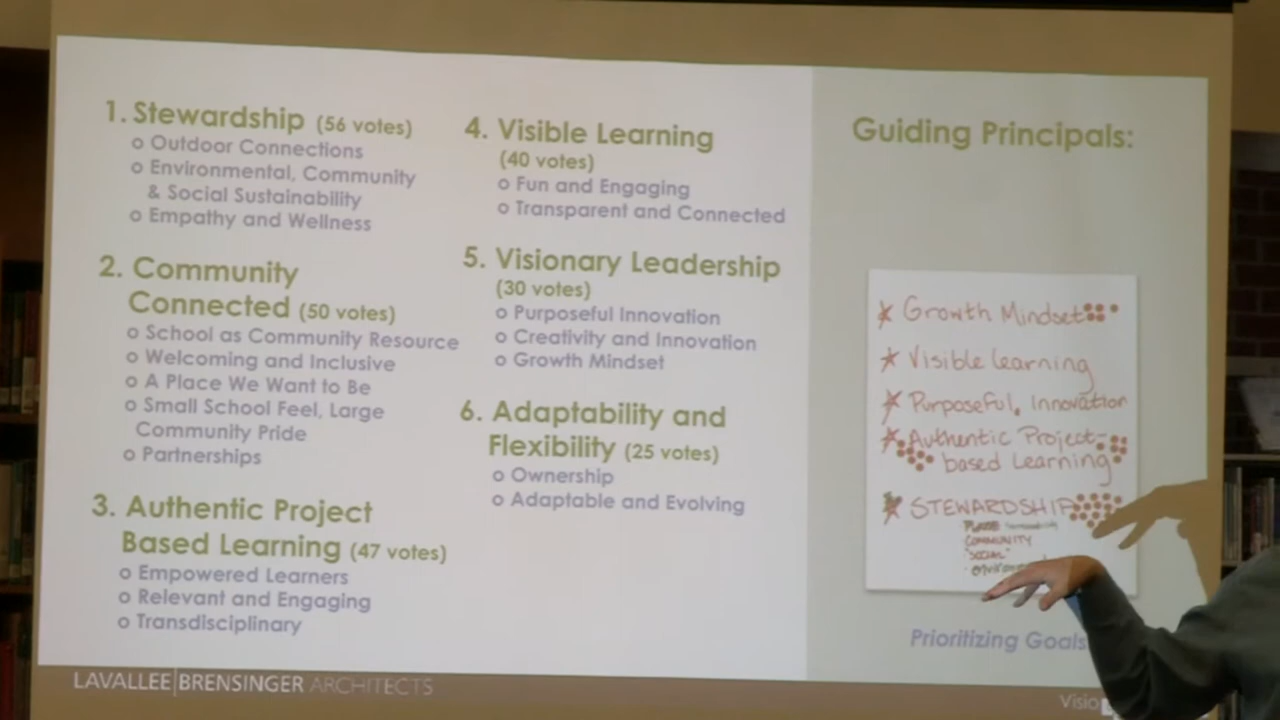 1. Stewardship (56 votes)
o Outdoor Connections
o Environmental, Community
& Social Sustainability
o Empathy and Wellness
2. Community
Connected (50 votes)
o School as Community Resource
o Welcoming and Inclusive
o A Place We Want to Be
o Small School Feel, Large
Community Pride
o Partnerships
3. Authentic Project
Based Learning (47 votes)
o Empowered Learners
o Relevant and Engaging
o Transdisciplinary
4. Visible Learning
(40 votes)
o Fun and Engaging
o Transparent and Connected
5. Visionary Leadership
(30 votes)
o Purposeful Innovation
o Creativity and Innovation
o Growth Mindset
6. Adaptability and
Flexibility (25 votes)
o Ownership
o Adaptable and Evolving
Guiding Principals:
Growth Mindset
Visible learning
Purposeful, Innovation
Authentic Project-
based Learning
STEWARDSHIP
COMMUNITY
"SOCIAL"
Prioritizing Goals
LAVALLEE|BRENSINGER ARCHITECTS
Visio